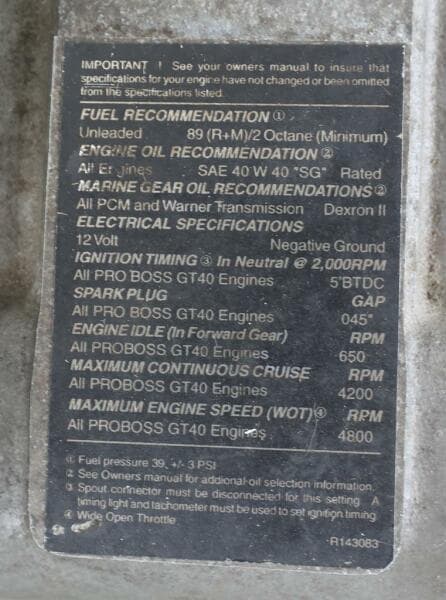 IMPORTANT ! See your owners manual to insure that
specifications for your engine have not changed or been omitted
from the specifications listed.
FUEL RECOMMENDATION ①
Unleaded 89 (R+M)/2 Octane (Minimum)
ENGINE OIL RECOMMENDATION ②
All Engines SAE 40 W 40 "SG" Rated
MARINE GEAR OIL RECOMMENDATIONS ②
All PCM and Warner Transmission Dexron II
ELECTRICAL SPECIFICATIONS
12 Volt Negative Ground
IGNITION TIMING ③ In Neutral @ 2,000RPM
All PRO BOSS GT40 Engines 5°BTDC
SPARK PLUG GAP
All PRO BOSS GT40 Engines 045"
ENGINE IDLE (In Forward Gear) RPM
All PROBOSS GT40 Engines 650
MAXIMUM CONTINUOUS CRUISE RPM
All PROBOSS GT40 Engines 4200
MAXIMUM ENGINE SPEED (WOT) ④ RPM
All PROBOSS GT40 Engines 4800
① Fuel pressure 39, +/- 3 PSI
② See Owners manual for addional oil selection information.
③ Spout connector must be disconnected for this setting. A
timing light and tachometer must be used to set ignition timing
④ Wide Open Throttle
R143083